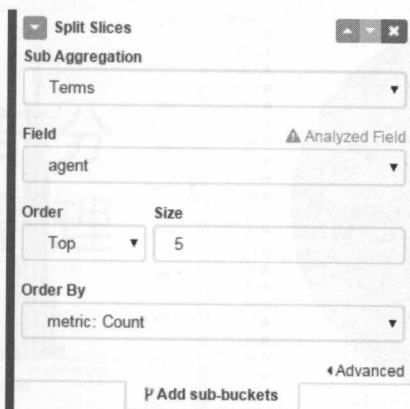 Split Slices
Sub Aggregation
Terms
Field Analyzed Field
agent
Order Size
Top 5
Order By
metric: Count
Advanced
Add sub-buckets